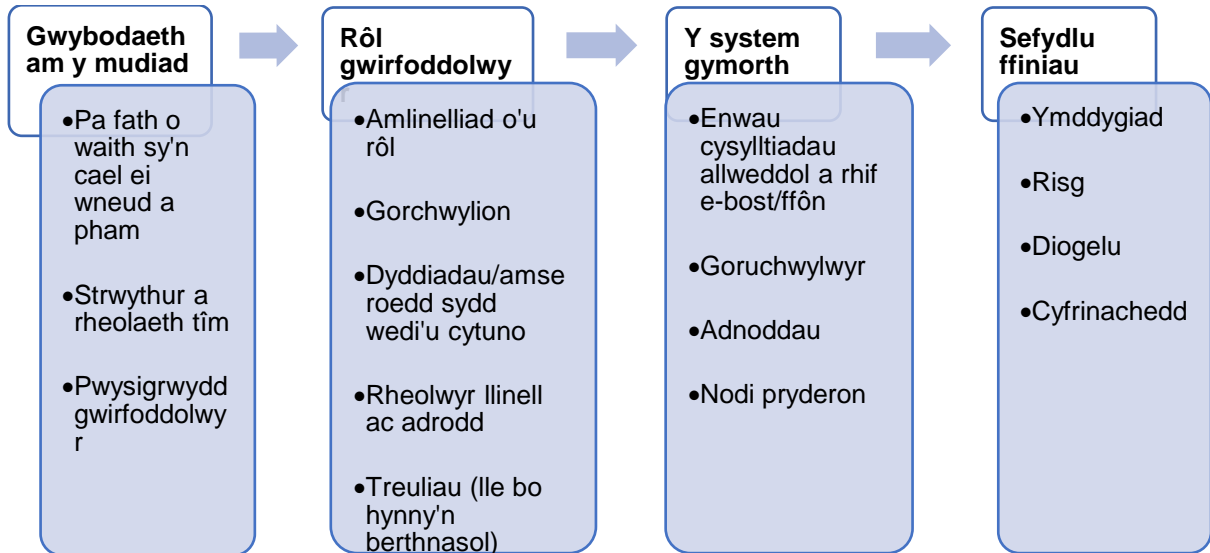 Gwybodaeth
am y mudiad
•Pa fath o
waith sy'n
cael ei
wneud a
pham
•Strwythur a
rheolaeth tîm
•Pwysigrwydd
gwirfoddolwy
r
Rôl
gwirfoddolwy
r
•Amlinelliad o'u
rôl
•Gorchwylion
•Dyddiadau/amse
roedd sydd
wedi'u cytuno
•Rheolwyr llinell
ac adrodd
•Treuliau (lle bo
hynny'n
berthnasol)
Y system
gymorth
•Enwau
cysylltiadau
allweddol a rhif
e-bost/ffôn
•Goruchwylwyr
•Adnoddau
•Nodi pryderon
Sefydlu
ffiniau
•Ymddygiad
•Risg
•Diogelu
•Cyfrinachedd